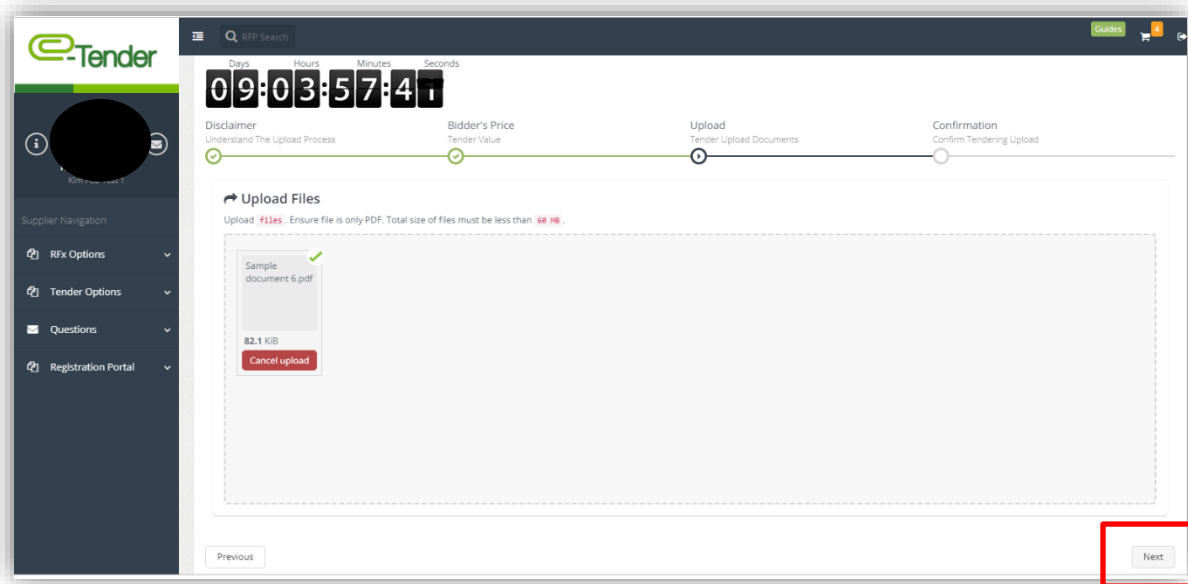 e-Tender
RFP Search
Guides
4
Days Hours Minutes Seconds
09:03:57:41
Disclaimer
Understand The Upload Process
Bidder's Price
Tender Value
Upload
Tender Upload Documents
Confirmation
Confirm Tendering Upload
Supplier Navigation
RFx Options
Tender Options
Questions
Registration Portal
Upload Files
Upload files. Ensure file is only PDF. Total size of files must be less than 60 MB.
Sample
document 6.pdf
82.1 KiB
Cancel upload
Previous
Next